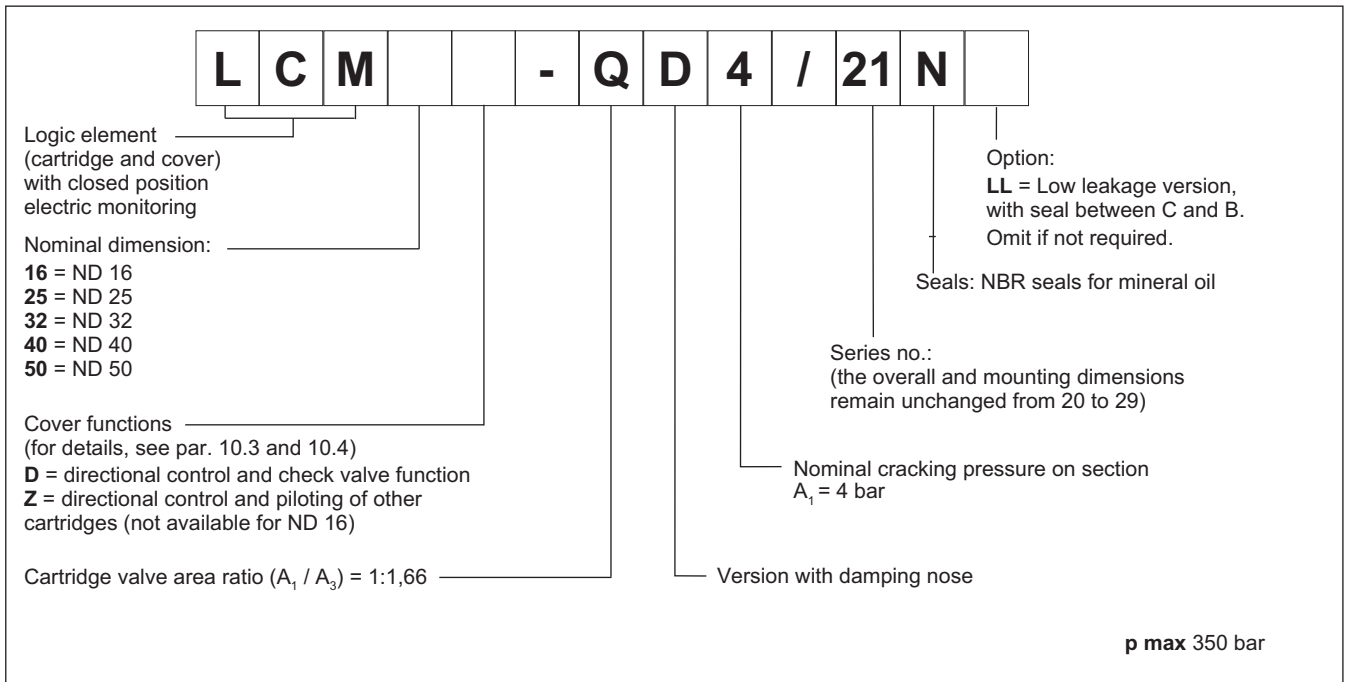 L C M - Q D 4 / 21 N
Logic element
(cartridge and cover)
with closed position
electric monitoring
Nominal dimension:
16 = ND 16
25 = ND 25
32 = ND 32
40 = ND 40
50 = ND 50
Cover functions
(for details, see par. 10.3 and 10.4)
D = directional control and check valve function
Z = directional control and piloting of other
cartridges (not available for ND 16)
Cartridge valve area ratio (A₁ / A₃) = 1:1,66
Option:
LL = Low leakage version,
with seal between C and B.
Omit if not required.
Seals: NBR seals for mineral oil
Series no.:
(the overall and mounting dimensions
remain unchanged from 20 to 29)
Nominal cracking pressure on section
A₁ = 4 bar
Version with damping nose
p max 350 bar